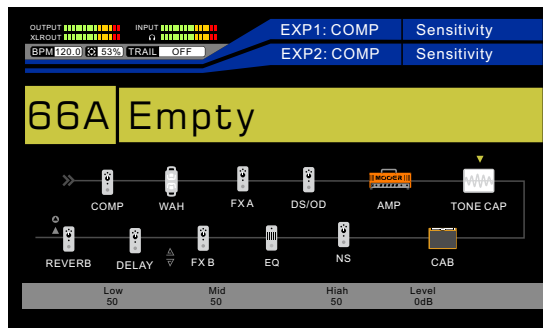 OUTPUT INPUT
XLROUT
BPM 120.0 53% TRAIL OFF
EXP1: COMP Sensitivity
EXP2: COMP Sensitivity
66A Empty
MOOER
COMP WAH FX A DS/OD AMP TONE CAP
REVERB DELAY FX B EQ NS CAB
Low Mid Hiah Level
50 50 50 0dB